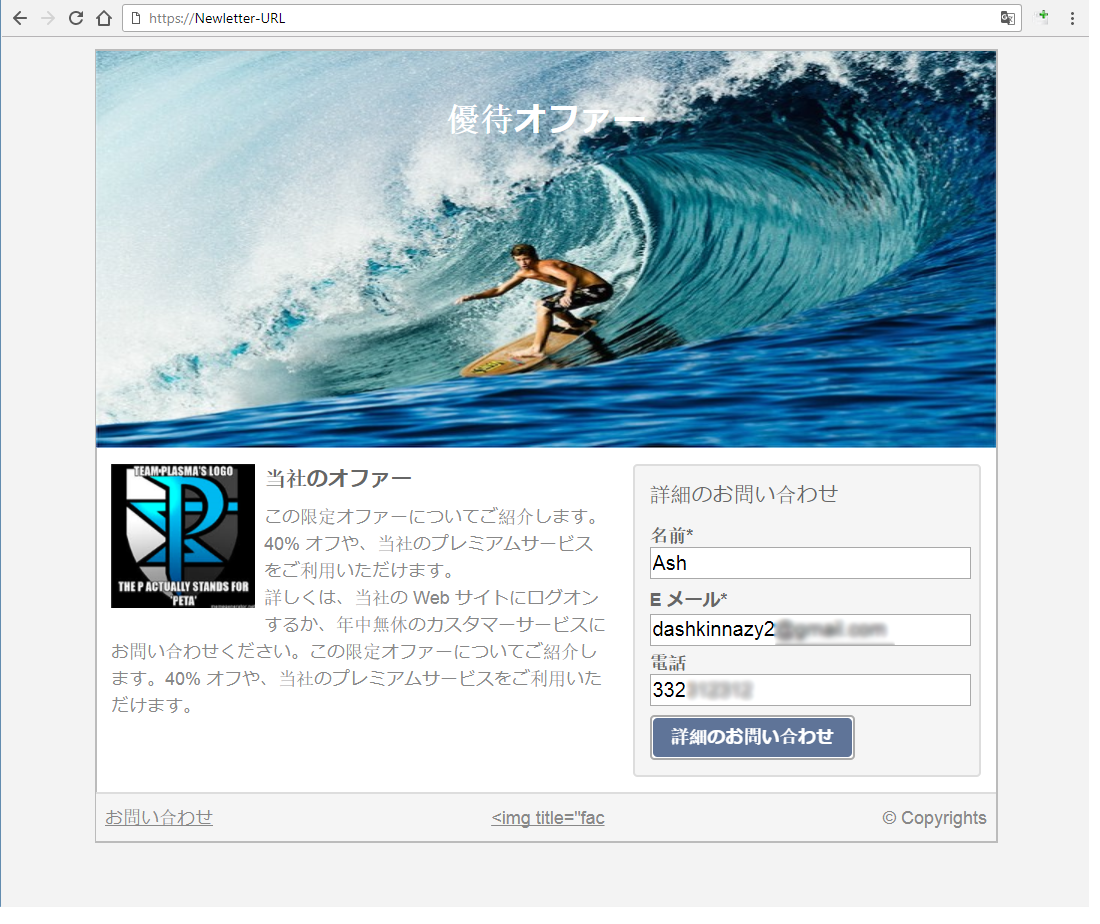 https://Newletter-URL
優待オファー
TEAM-PLASMA'S LOGO
THE P ACTUALLY STANDS FOR
'PETA'
当社のオファー
この限定オファーについてご紹介します。
40% オフや、当社のプレミアムサービス
をご利用いただけます。
詳しくは、当社の Web サイトにログオン
するか、年中無休のカスタマーサービスに
お問い合わせください。この限定オファーについてご紹介し
ます。40% オフや、当社のプレミアムサービスをご利用いた
だけます。
詳細のお問い合わせ
名前*
Ash
E メール*
dashkinnazy2
電話
332
詳細のお問い合わせ
お問い合わせ
<img title="fac
© Copyrights